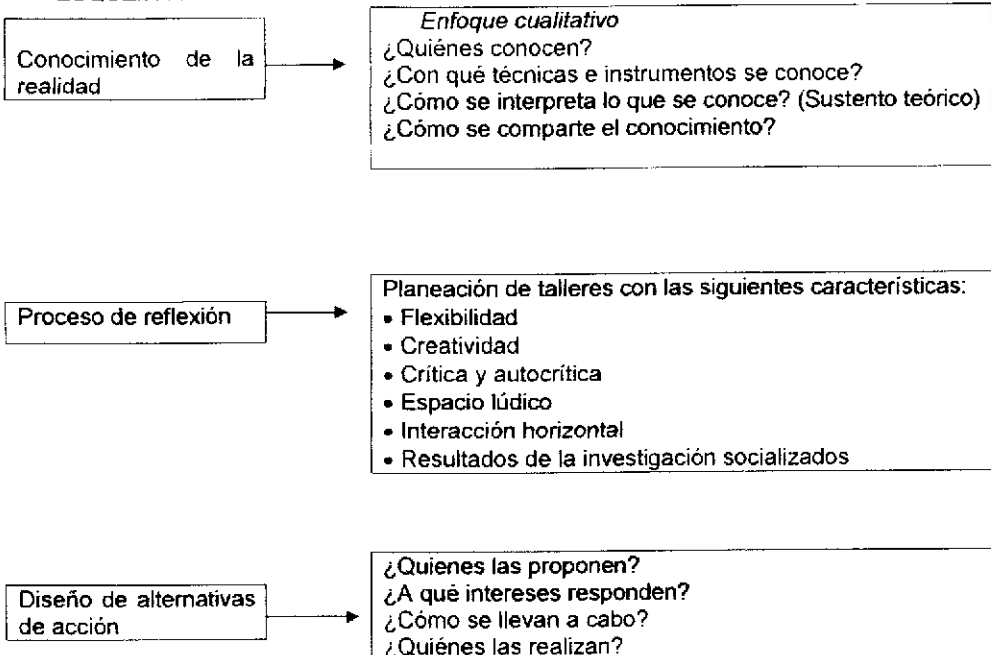 Conocimiento de la
realidad
Enfoque cualitativo
¿Quiénes conocen?
¿Con qué técnicas e instrumentos se conoce?
¿Cómo se interpreta lo que se conoce? (Sustento teórico)
¿Cómo se comparte el conocimiento?
Proceso de reflexión
Planeación de talleres con las siguientes características:
• Flexibilidad
• Creatividad
• Crítica y autocrítica
• Espacio lúdico
• Interacción horizontal
• Resultados de la investigación socializados
Diseño de alternativas
de acción
¿Quienes las proponen?
¿A qué intereses responden?
¿Cómo se llevan a cabo?
¿Quiénes las realizan?